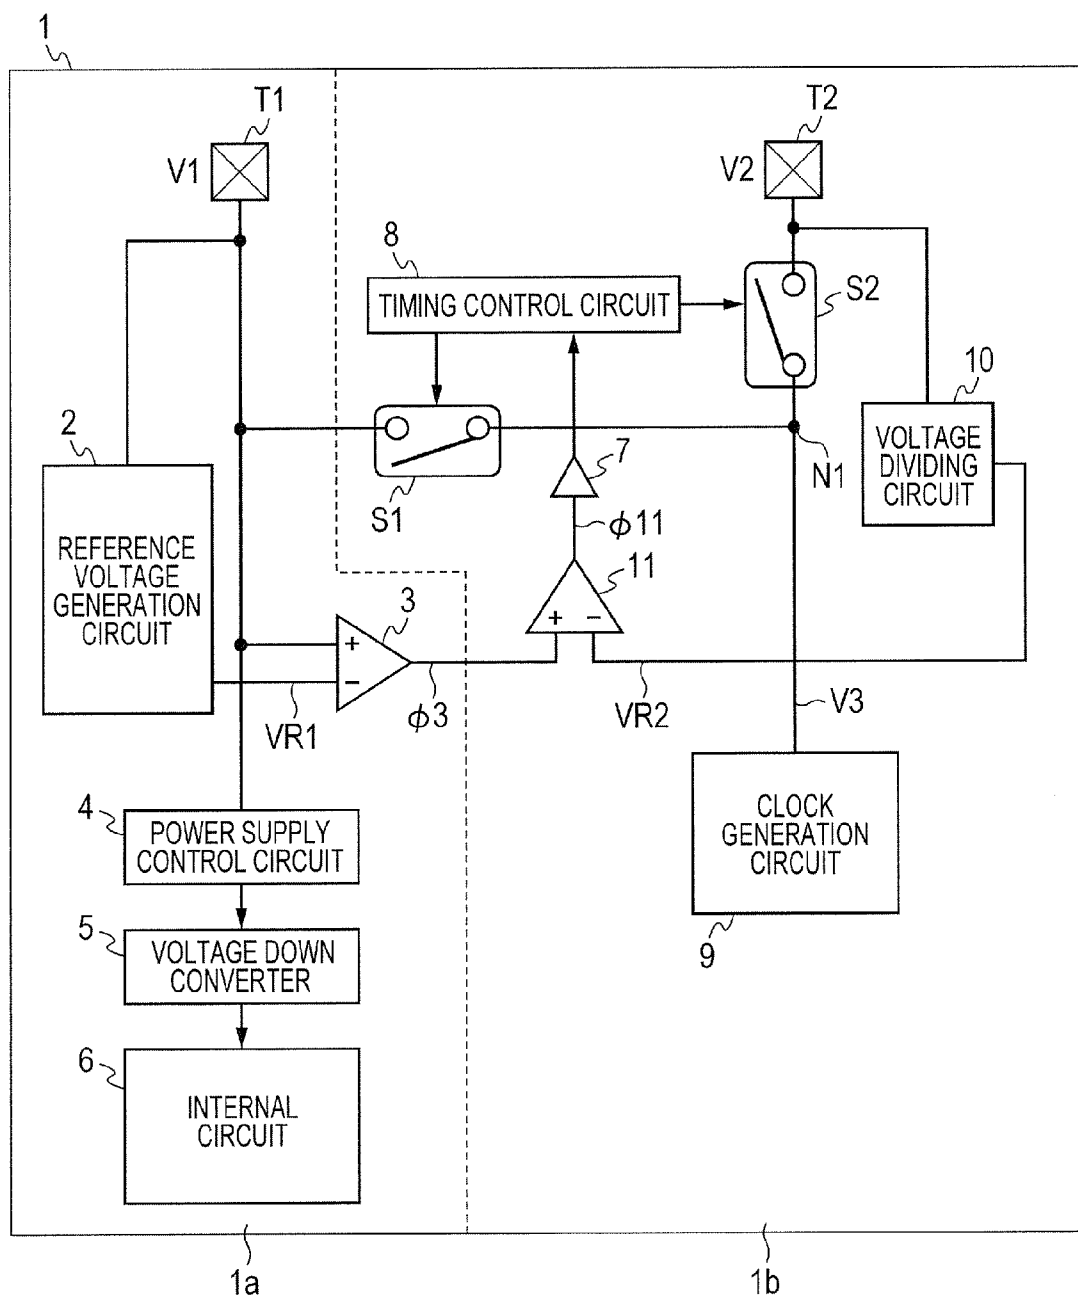 1
T1
V1
T2
V2
8
TIMING CONTROL CIRCUIT
S2
10
VOLTAGE
DIVIDING
CIRCUIT
2
REFERENCE
VOLTAGE
GENERATION
CIRCUIT
S1
7
N1
ϕ11
11
+ −
3
+
−
VR1
ϕ3
VR2
V3
4
POWER SUPPLY
CONTROL CIRCUIT
CLOCK
GENERATION
CIRCUIT
9
5
VOLTAGE DOWN
CONVERTER
6
INTERNAL
CIRCUIT
1a
1b